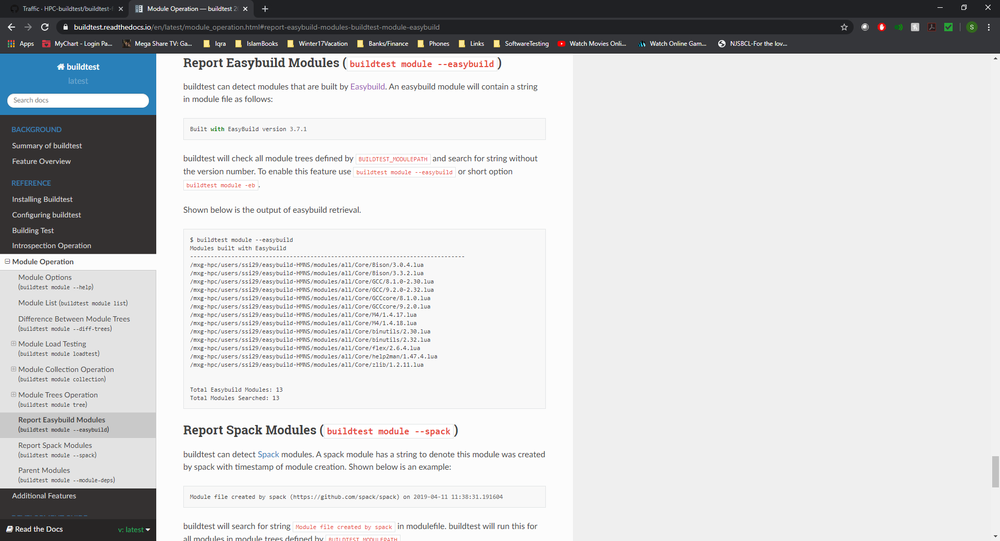 Traffic · HPC-buildtest/buildtest-f
Module Operation — buildtest 20
buildtest.readthedocs.io/en/latest/module_operation.html#report-easybuild-modules-buildtest-module-easybuild
S
Apps
MyChart - Login Pa...
Mega Share TV: Ga...
Iqra
IslamBooks
Winter17Vacation
Banks/Finance
Phones
Links
SoftwareTesting
Watch Movies Onli...
Watch Online Gam...
NJSBCL-For the lov...
buildtest
latest
Search docs
BACKGROUND
Summary of buildtest
Feature Overview
REFERENCE
Installing Buildtest
Configuring buildtest
Building Test
Introspection Operation
Module Operation
Module Options
(buildtest module --help)
Module List (buildtest module list)
Difference Between Module Trees
(buildtest module --diff-trees)
Module Load Testing
(buildtest module loadtest)
Module Collection Operation
(buildtest module collection)
Module Trees Operation
(buildtest module tree)
Report Easybuild Modules
(buildtest module --easybuild)
Report Spack Modules
(buildtest module --spack)
Parent Modules
(buildtest module --module-deps)
Additional Features
Read the Docs
v: latest
Report Easybuild Modules (buildtest module --easybuild)
buildtest can detect modules that are built by Easybuild. An easybuild module will contain a string
in module file as follows:
Built with EasyBuild version 3.7.1
buildtest will check all module trees defined by BUILDTEST_MODULEPATH and search for string without
the version number. To enable this feature use buildtest module --easybuild or short option
buildtest module -eb.
Shown below is the output of easybuild retrieval.
$ buildtest module --easybuild
Modules built with Easybuild
--------------------------------------------------------------------------------
/mxg-hpc/users/ssi29/easybuild-HMNS/modules/all/Core/Bison/3.0.4.lua
/mxg-hpc/users/ssi29/easybuild-HMNS/modules/all/Core/Bison/3.3.2.lua
/mxg-hpc/users/ssi29/easybuild-HMNS/modules/all/Core/GCC/8.1.0-2.30.lua
/mxg-hpc/users/ssi29/easybuild-HMNS/modules/all/Core/GCC/9.2.0-2.32.lua
/mxg-hpc/users/ssi29/easybuild-HMNS/modules/all/Core/GCCcore/8.1.0.lua
/mxg-hpc/users/ssi29/easybuild-HMNS/modules/all/Core/GCCcore/9.2.0.lua
/mxg-hpc/users/ssi29/easybuild-HMNS/modules/all/Core/M4/1.4.17.lua
/mxg-hpc/users/ssi29/easybuild-HMNS/modules/all/Core/M4/1.4.18.lua
/mxg-hpc/users/ssi29/easybuild-HMNS/modules/all/Core/binutils/2.30.lua
/mxg-hpc/users/ssi29/easybuild-HMNS/modules/all/Core/binutils/2.32.lua
/mxg-hpc/users/ssi29/easybuild-HMNS/modules/all/Core/flex/2.6.4.lua
/mxg-hpc/users/ssi29/easybuild-HMNS/modules/all/Core/help2man/1.47.4.lua
/mxg-hpc/users/ssi29/easybuild-HMNS/modules/all/Core/zlib/1.2.11.lua
Total Easybuild Modules: 13
Total Modules Searched: 13
Report Spack Modules (buildtest module --spack)
buildtest can detect Spack modules. A spack module has a string to denote this module was created
by spack with timestamp of module creation. Shown below is an example:
Module file created by spack (https://github.com/spack/spack) on 2019-04-11 11:38:31.191604
buildtest will search for string Module file created by spack in modulefile. buildtest will run this for
all modules in module trees defined by BUILDTEST_MODULEPATH